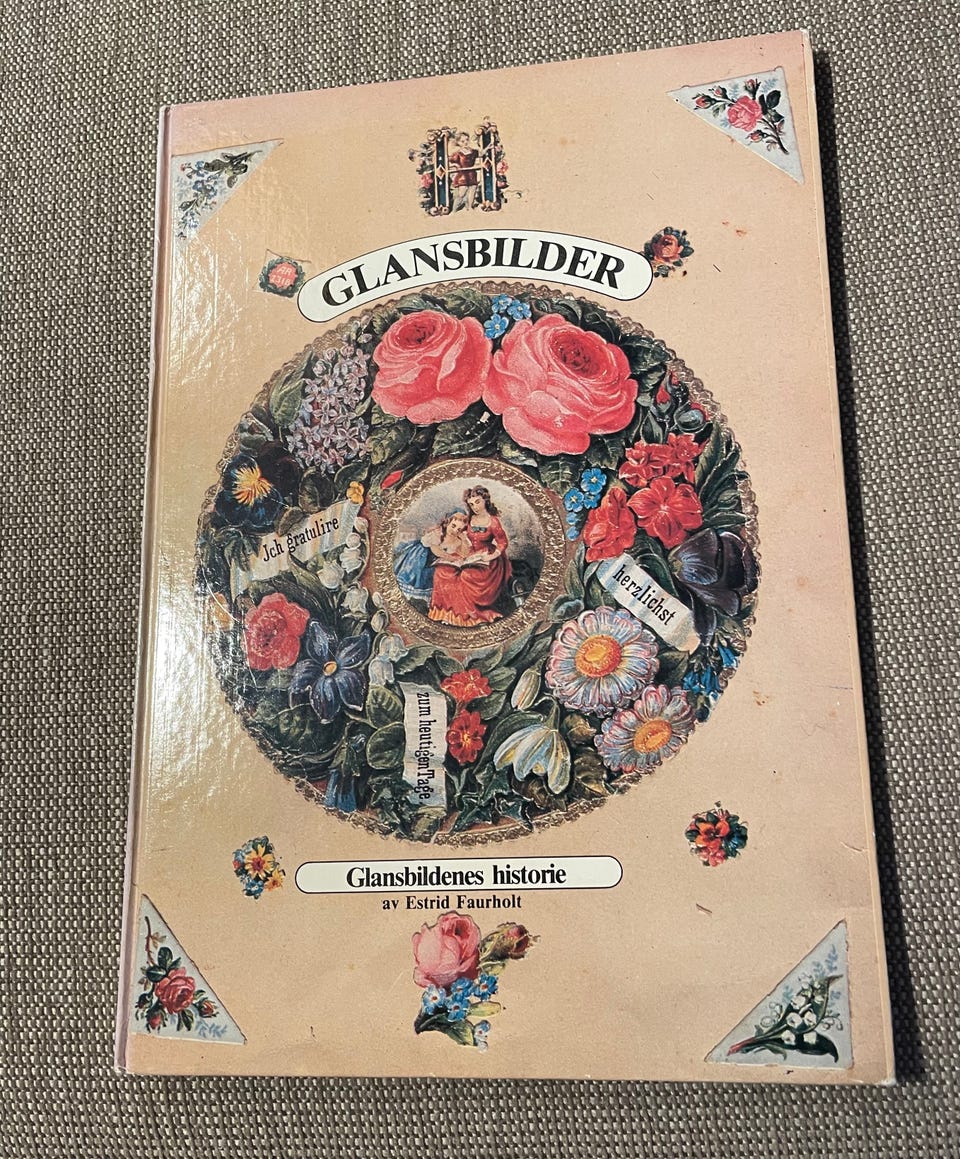 H
GLANSBILDER
Jch gratulire
herzlichst
zum heutigen Tage
Glansbildenes historie
av Estrid Faurholt